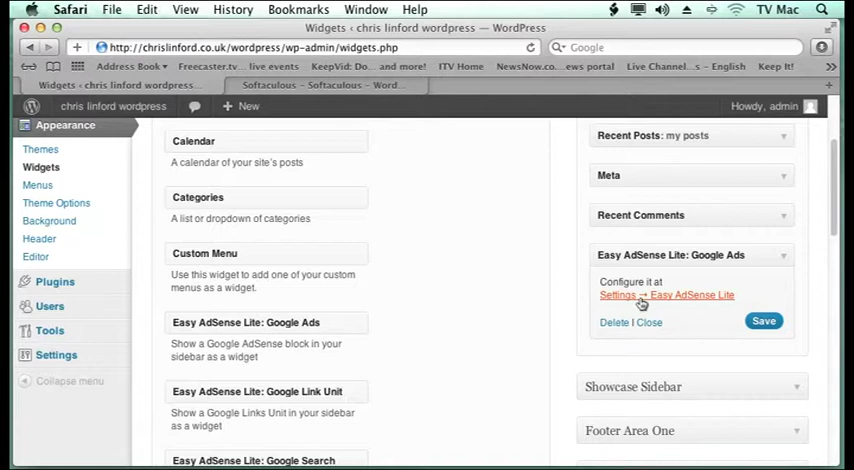 Safari File Edit View History Bookmarks Window Help TV Mac
Widgets ‹ chris linford wordpress — WordPress
http://chrislinford.co.uk/wordpress/wp-admin/widgets.php
Google
Address Book Freecaster.tv... live events KeepVid: Do... and more! ITV Home NewsNow.co...ews portal Live Channel... - English Keep It!
Widgets ‹ chris linford wordpress...
Softaculous - Softaculous - Word...
chris linford wordpress
New
Howdy, admin
Appearance
Themes
Widgets
Menus
Theme Options
Background
Header
Editor
Plugins
Users
Tools
Settings
Collapse menu
Calendar
A calendar of your site's posts
Categories
A list or dropdown of categories
Custom Menu
Use this widget to add one of your custom
menus as a widget.
Easy AdSense Lite: Google Ads
Show a Google AdSense block in your
sidebar as a widget
Easy AdSense Lite: Google Link Unit
Show a Google Links Unit in your sidebar
as a widget
Easy AdSense Lite: Google Search
Recent Posts: my posts
Meta
Recent Comments
Easy AdSense Lite: Google Ads
Configure it at
Settings → Easy AdSense Lite
Delete | Close
Save
Showcase Sidebar
Footer Area One